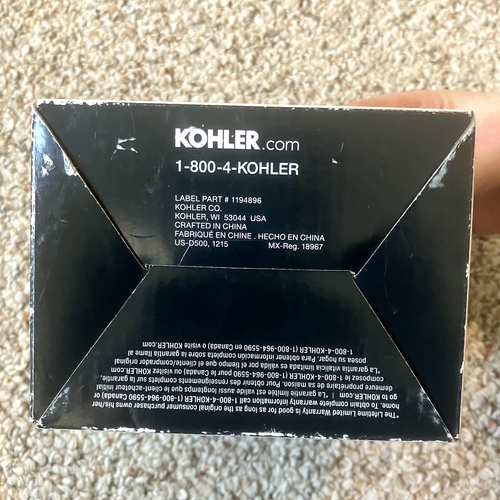 KOHLER.com
1-800-4-KOHLER
LABEL PART # 1194896
KOHLER CO.
KOHLER, WI 53044 USA
CRAFTED IN CHINA
FABRIQUÉ EN CHINE . HECHO EN CHINA
US-D500, 1215 MX-Reg. 18967
*The Lifetime Limited Warranty is good for as long as the original consumer purchaser owns his/her
home. To obtain complete warranty information call 1-800-4-KOHLER (1-800-964-5590 in Canada) or
go to KOHLER.com. | *La garantie limitée est valide aussi longtemps que le client-acheteur initial
demeure propriétaire de sa maison. Pour obtenir des renseignements complets sur la garantie,
composez le 1-800-4-KOHLER (1-800-964-5590 pour le Canada) ou visitez KOHLER.com. |
*La garantía vitalicia limitada es válida por el tiempo que el cliente/comprador original
posea su hogar. Para obtener información completa sobre la garantía llame al
1-800-4-KOHLER (1-800-964-5590 en Canadá) o visite KOHLER.com.